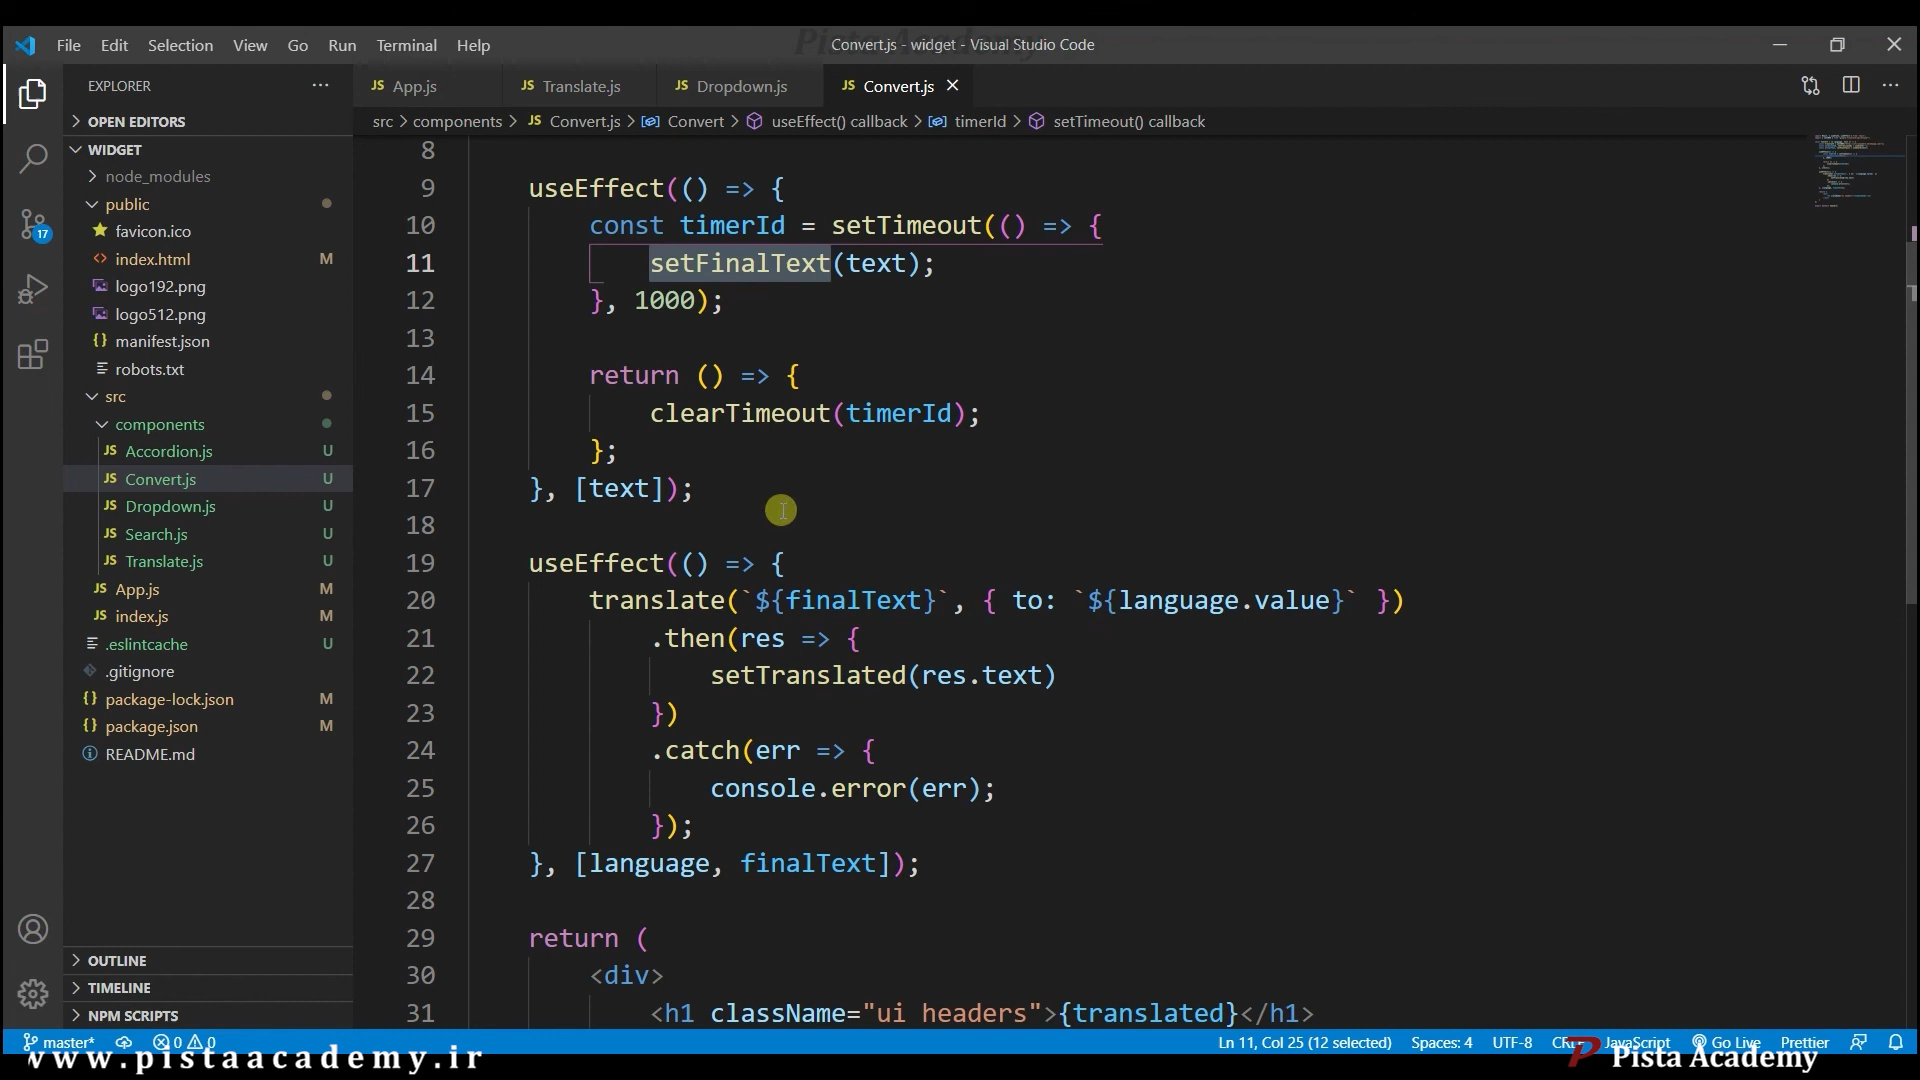 Pista Academy
File Edit Selection View Go Run Terminal Help
Convert.js - widget - Visual Studio Code
EXPLORER
App.js
Translate.js
Dropdown.js
Convert.js
OPEN EDITORS
src > components > JS Convert.js > Convert > useEffect() callback > timerId > setTimeout() callback
WIDGET
node_modules
public
favicon.ico
index.html M
logo192.png
logo512.png
manifest.json
robots.txt
src
components
JS Accordion.js U
JS Convert.js U
JS Dropdown.js U
JS Search.js U
JS Translate.js U
JS App.js M
JS index.js M
.eslintcache U
.gitignore
{} package-lock.json M
{} package.json M
README.md
17
OUTLINE
TIMELINE
NPM SCRIPTS
8
9 useEffect(() => {
10 const timerId = setTimeout(() => {
11 setFinalText(text);
12 }, 1000);
13
14 return () => {
15 clearTimeout(timerId);
16 };
17 }, [text]);
18
19 useEffect(() => {
20 translate(`${finalText}`, { to: `${language.value}` })
21 .then(res => {
22 setTranslated(res.text)
23 })
24 .catch(err => {
25 console.error(err);
26 });
27 }, [language, finalText]);
28
29 return (
30 <div>
31 <h1 className="ui headers">{translated}</h1>
master* 0 0 Ln 11, Col 25 (12 selected) Spaces: 4 UTF-8 JavaScript Go Live Prettier
www.pistaacademy.ir
Pista Academy